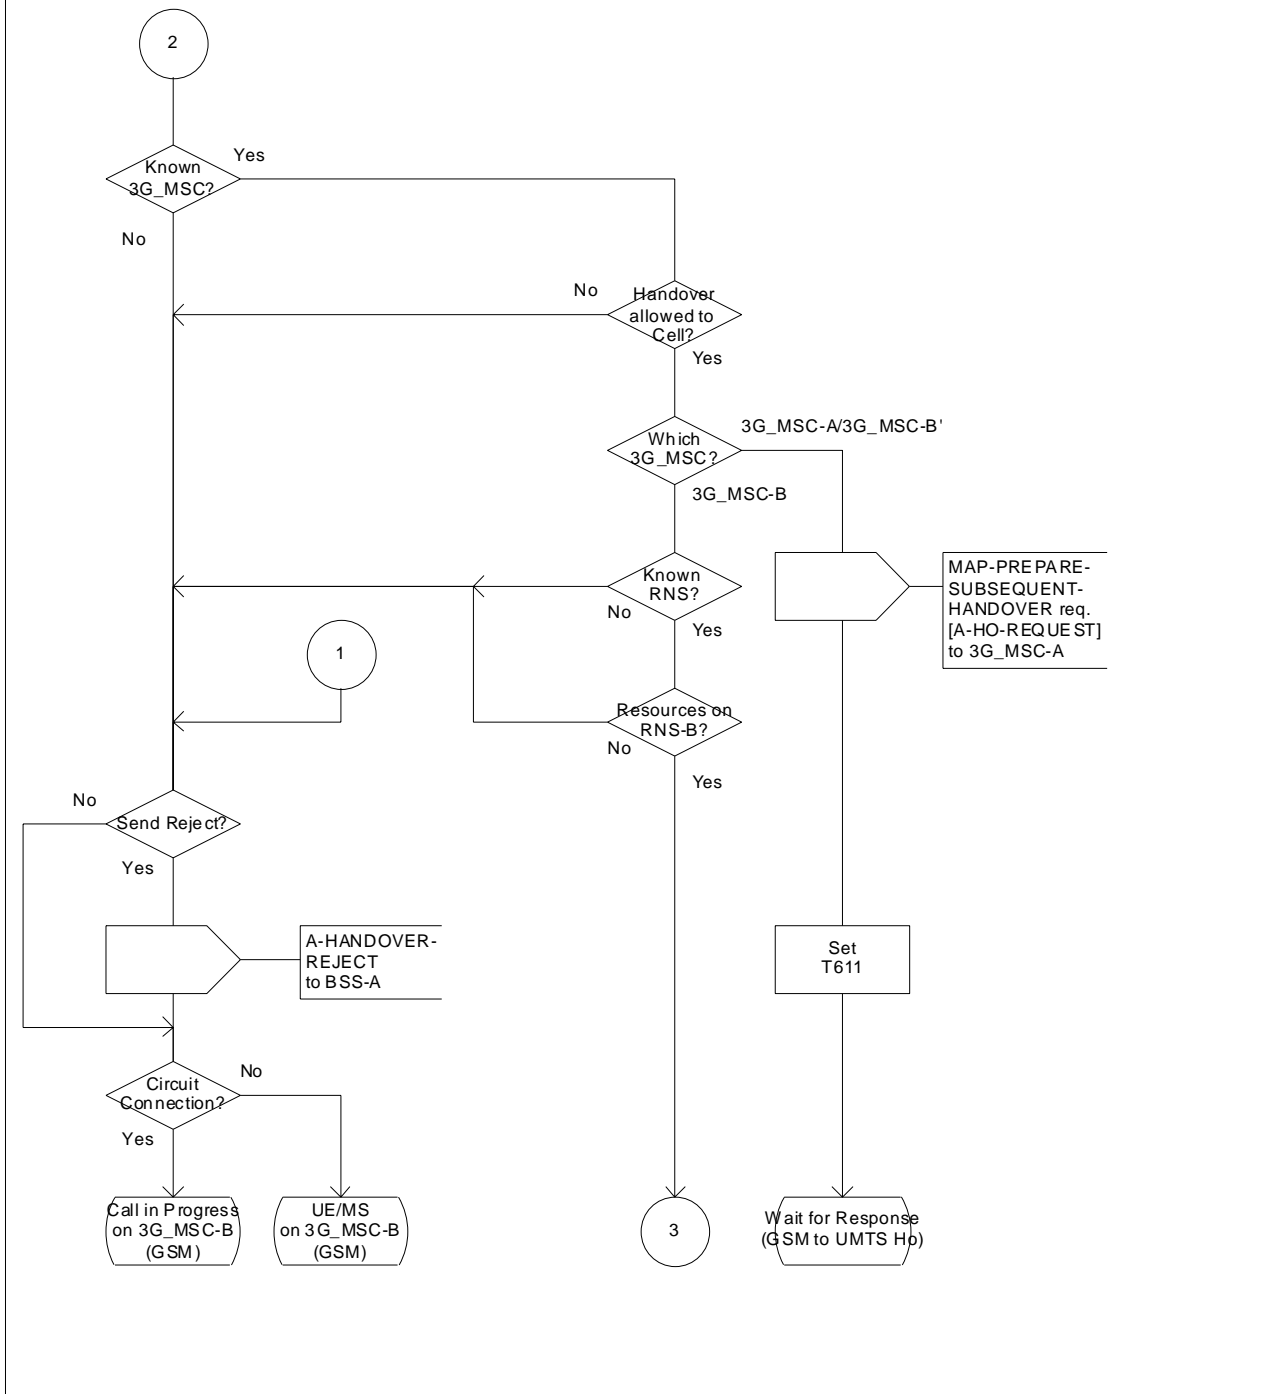 2
Known
3G_MSC?
Yes
No
Handover
allowed to
Cell?
No
Yes
Which
3G_MSC?
3G_MSC-A/3G_MSC-B'
3G_MSC-B
MAP-PREPARE-
SUBSEQUENT-
HANDOVER req.
[A-HO-REQUEST]
to 3G_MSC-A
Known
RNS?
No
Yes
1
Resources on
RNS-B?
No
Yes
No
Send Reject?
Yes
A-HANDOVER-
REJECT
to BSS-A
Set
T611
Circuit
Connection?
No
Yes
Call in Progress
on 3G_MSC-B
(GSM)
UE/MS
on 3G_MSC-B
(GSM)
3
Wait for Response
(GSM to UMTS Ho)